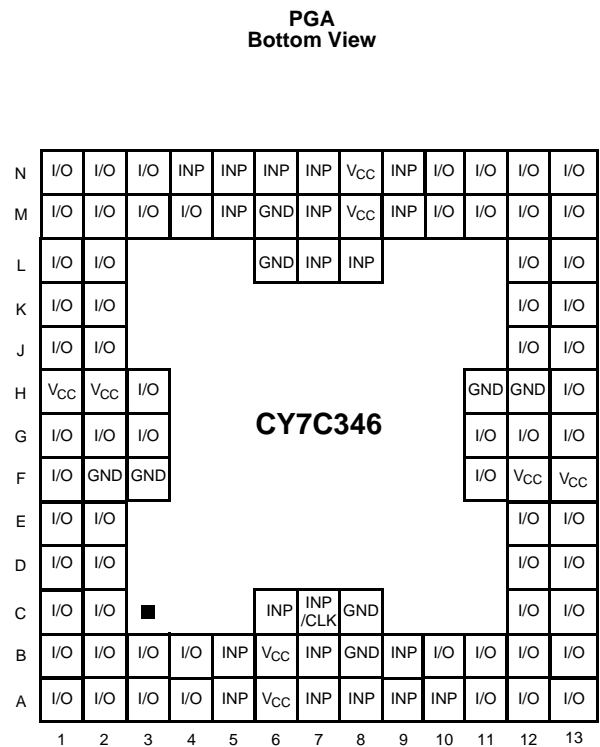 PGA
Bottom View
N I/O I/O I/O INP INP INP INP VCC INP I/O I/O I/O I/O
M I/O I/O I/O I/O INP GND INP VCC INP I/O I/O I/O I/O
L I/O I/O GND INP INP I/O I/O
K I/O I/O I/O I/O
J I/O I/O I/O I/O
H VCC VCC I/O GND GND I/O
CY7C346
G I/O I/O I/O I/O I/O I/O
F I/O GND GND I/O VCC VCC
E I/O I/O I/O I/O
D I/O I/O I/O I/O
C I/O I/O INP INP /CLK GND I/O I/O
B I/O I/O I/O I/O INP VCC INP GND INP I/O I/O I/O I/O
A I/O I/O I/O I/O INP VCC INP INP INP INP I/O I/O I/O
1 2 3 4 5 6 7 8 9 10 11 12 13